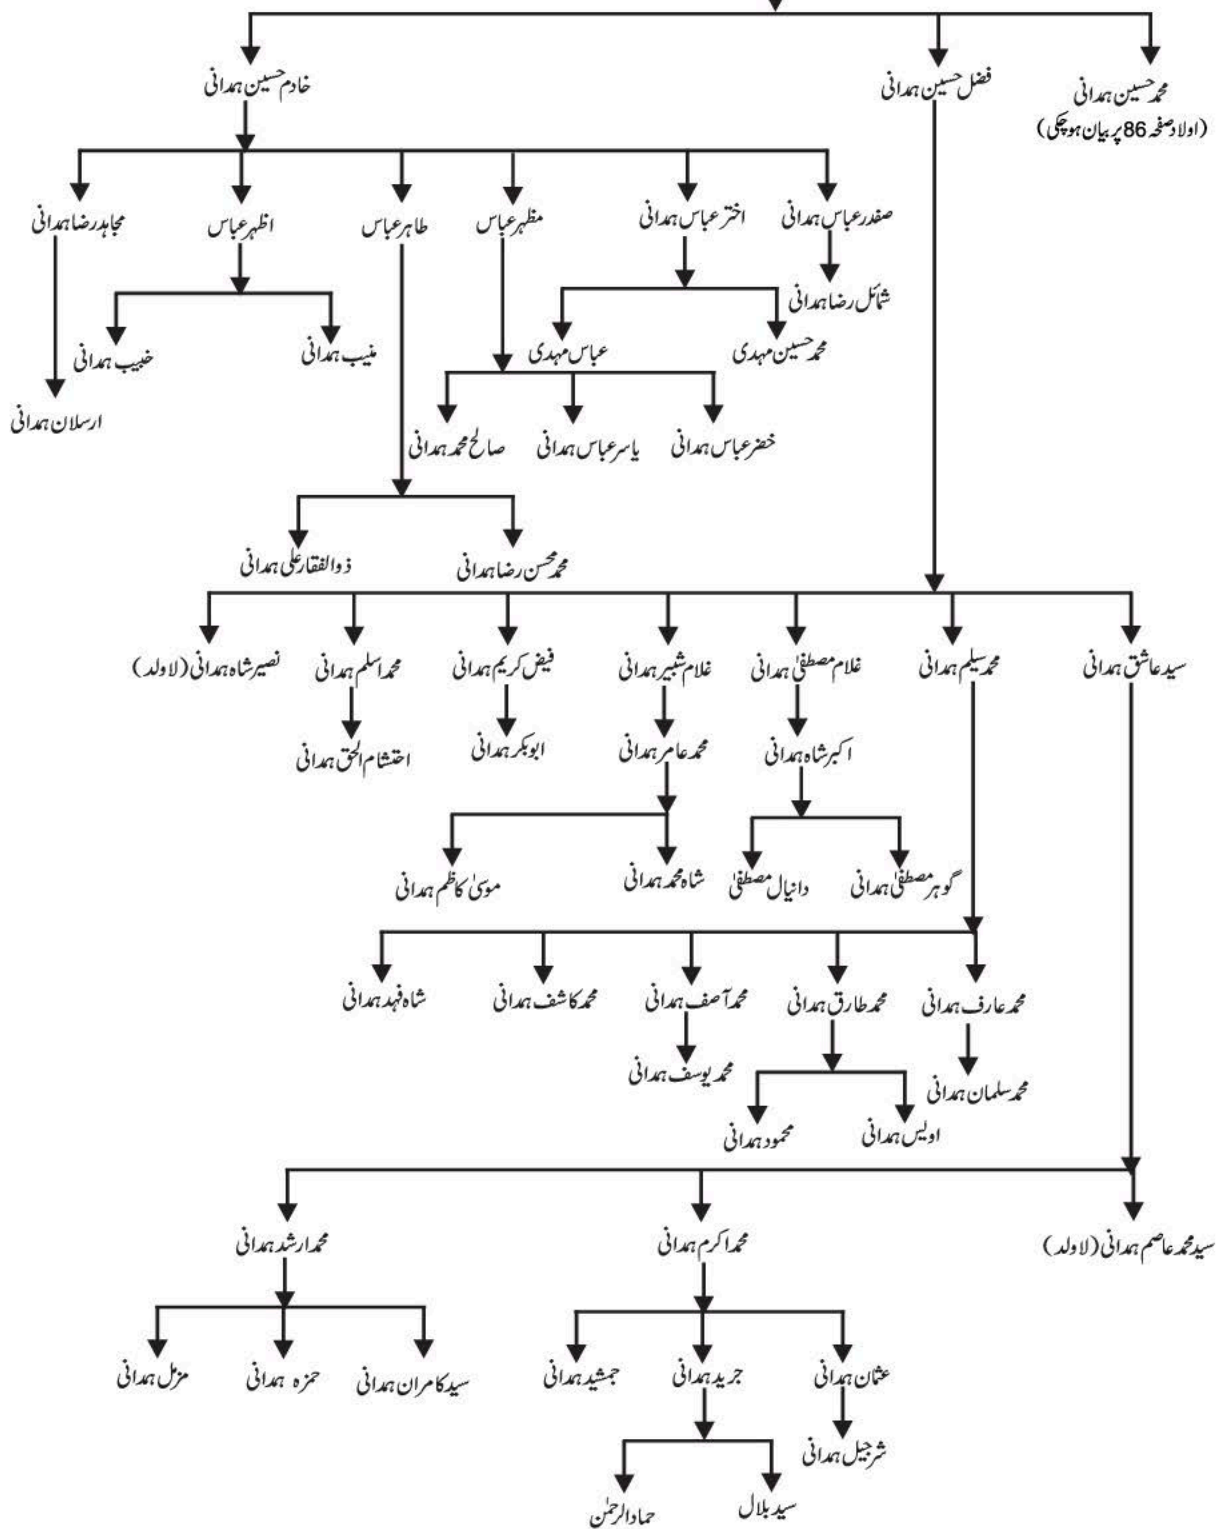 محمد حسین ہمدانی
(اولاد صفحہ 86 پر بیان ہوچکی)
فضل حسین ہمدانی
خادم حسین ہمدانی
صفدر عباس ہمدانی
اختر عباس ہمدانی
مظہر عباس
طاہر عباس
اظہر عباس
مجاہد رضا ہمدانی
شمائل رضا ہمدانی
محمد حسین مہدی
عباس مہدی
منیب ہمدانی
خبیب ہمدانی
ارسلان ہمدانی
خضر عباس ہمدانی
یاسر عباس ہمدانی
صالح محمد ہمدانی
محمد محسن رضا ہمدانی
ذوالفقار علی ہمدانی
سید عاشق ہمدانی
محمد سلیم ہمدانی
غلام مصطفیٰ ہمدانی
غلام شبیر ہمدانی
فیض کریم ہمدانی
محمد اسلم ہمدانی
نصیر شاہ ہمدانی (لاولد)
اکبر شاہ ہمدانی
محمد عامر ہمدانی
ابوبکر ہمدانی
احتشام الحق ہمدانی
گوہر مصطفیٰ ہمدانی
دانیال مصطفیٰ
شاہ محمد ہمدانی
موسیٰ کاظم ہمدانی
محمد عارف ہمدانی
محمد طارق ہمدانی
محمد آصف ہمدانی
محمد کاشف ہمدانی
شاہ فہد ہمدانی
محمد سلمان ہمدانی
محمد یوسف ہمدانی
اویس ہمدانی
محمود ہمدانی
سید محمد عاصم ہمدانی (لاولد)
محمد اکرم ہمدانی
محمد ارشد ہمدانی
عثمان ہمدانی
جرید ہمدانی
جمشید ہمدانی
سید کامران ہمدانی
حمزہ ہمدانی
مزمل ہمدانی
شرجیل ہمدانی
سید بلال
حماد الرحمٰن